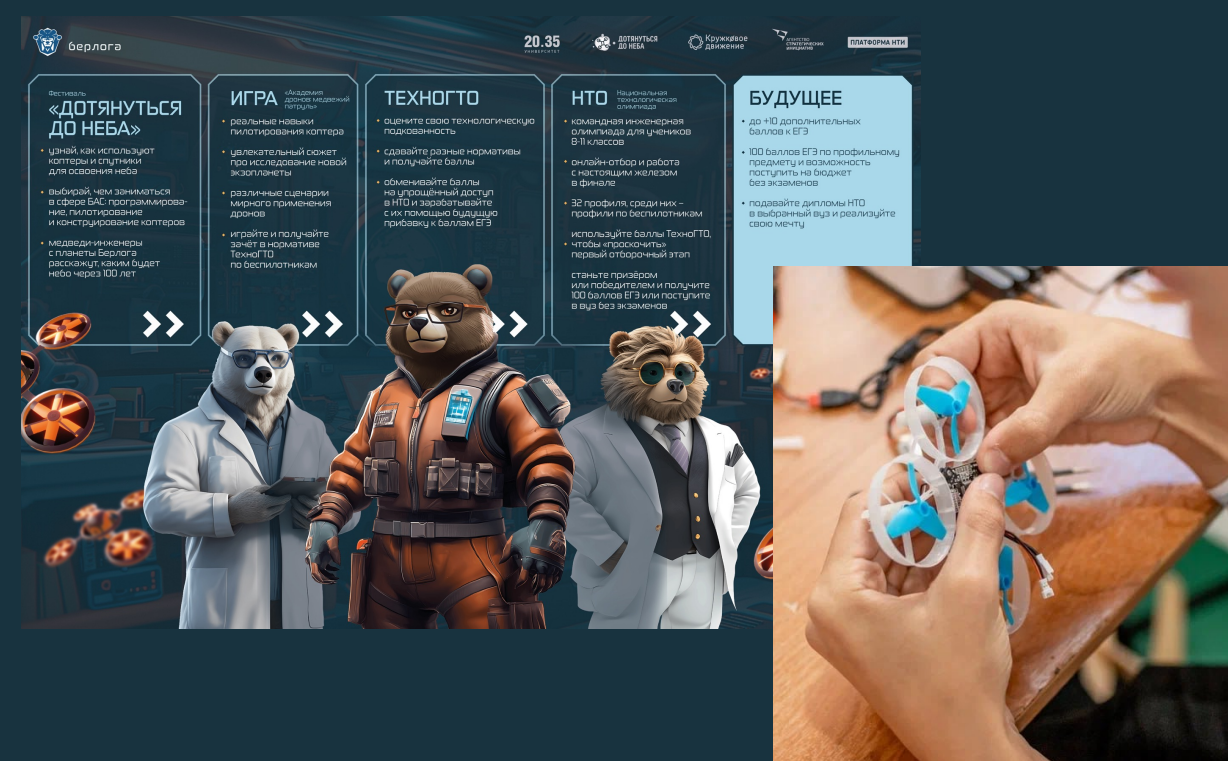 берлога
20.35
УНИВЕРСИТЕТ
ДОТЯНУТЬСЯ
ДО НЕБА
Кружковое
движение
АГЕНТСТВО
СТРАТЕГИЧЕСКИХ
ИНИЦИАТИВ
ПЛАТФОРМА НТИ
Фестиваль
«ДОТЯНУТЬСЯ
ДО НЕБА»
• узнай, как используют
коптеры и спутники
для освоения неба
• выбирай, чем заниматься
в сфере БАС: программирова-
ние, пилотирование
и конструирование коптеров
• медведи-инженеры
с планеты Берлога
расскажут, каким будет
небо через 100 лет
ИГРА
«Академия
дронов медвежий
патруль»
• реальные навыки
пилотирования коптера
• увлекательный сюжет
про исследование новой
экзопланеты
• различные сценарии
мирного применения
дронов
• играйте и получайте
зачёт в нормативе
ТехноГТО
по беспилотникам
ТЕХНОГТО
• оцените свою технологическую
подкованность
• сдавайте разные нормативы
и получайте баллы
• обменивайте баллы
на упрощённый доступ
в НТО и зарабатывайте
с их помощью будущую
прибавку к баллам ЕГЭ
НТО
Национальная
технологическая
олимпиада
• командная инженерная
олимпиада для учеников
8-11 классов
• онлайн-отбор и работа
с настоящим железом
в финале
• 32 профиля, среди них –
профили по беспилотникам
используйте баллы ТехноГТО,
• чтобы «проскочить»
первый отборочный этап
станьте призёром
или победителем и получите
100 баллов ЕГЭ или поступите
в вуз без экзаменов
БУДУЩЕЕ
• до +10 дополнительных
баллов к ЕГЭ
• 100 баллов ЕГЭ по профильному
предмету и возможность
поступить на бюджет
без экзаменов
• подавайте дипломы НТО
в выбранный вуз и реализуйте
свою мечту